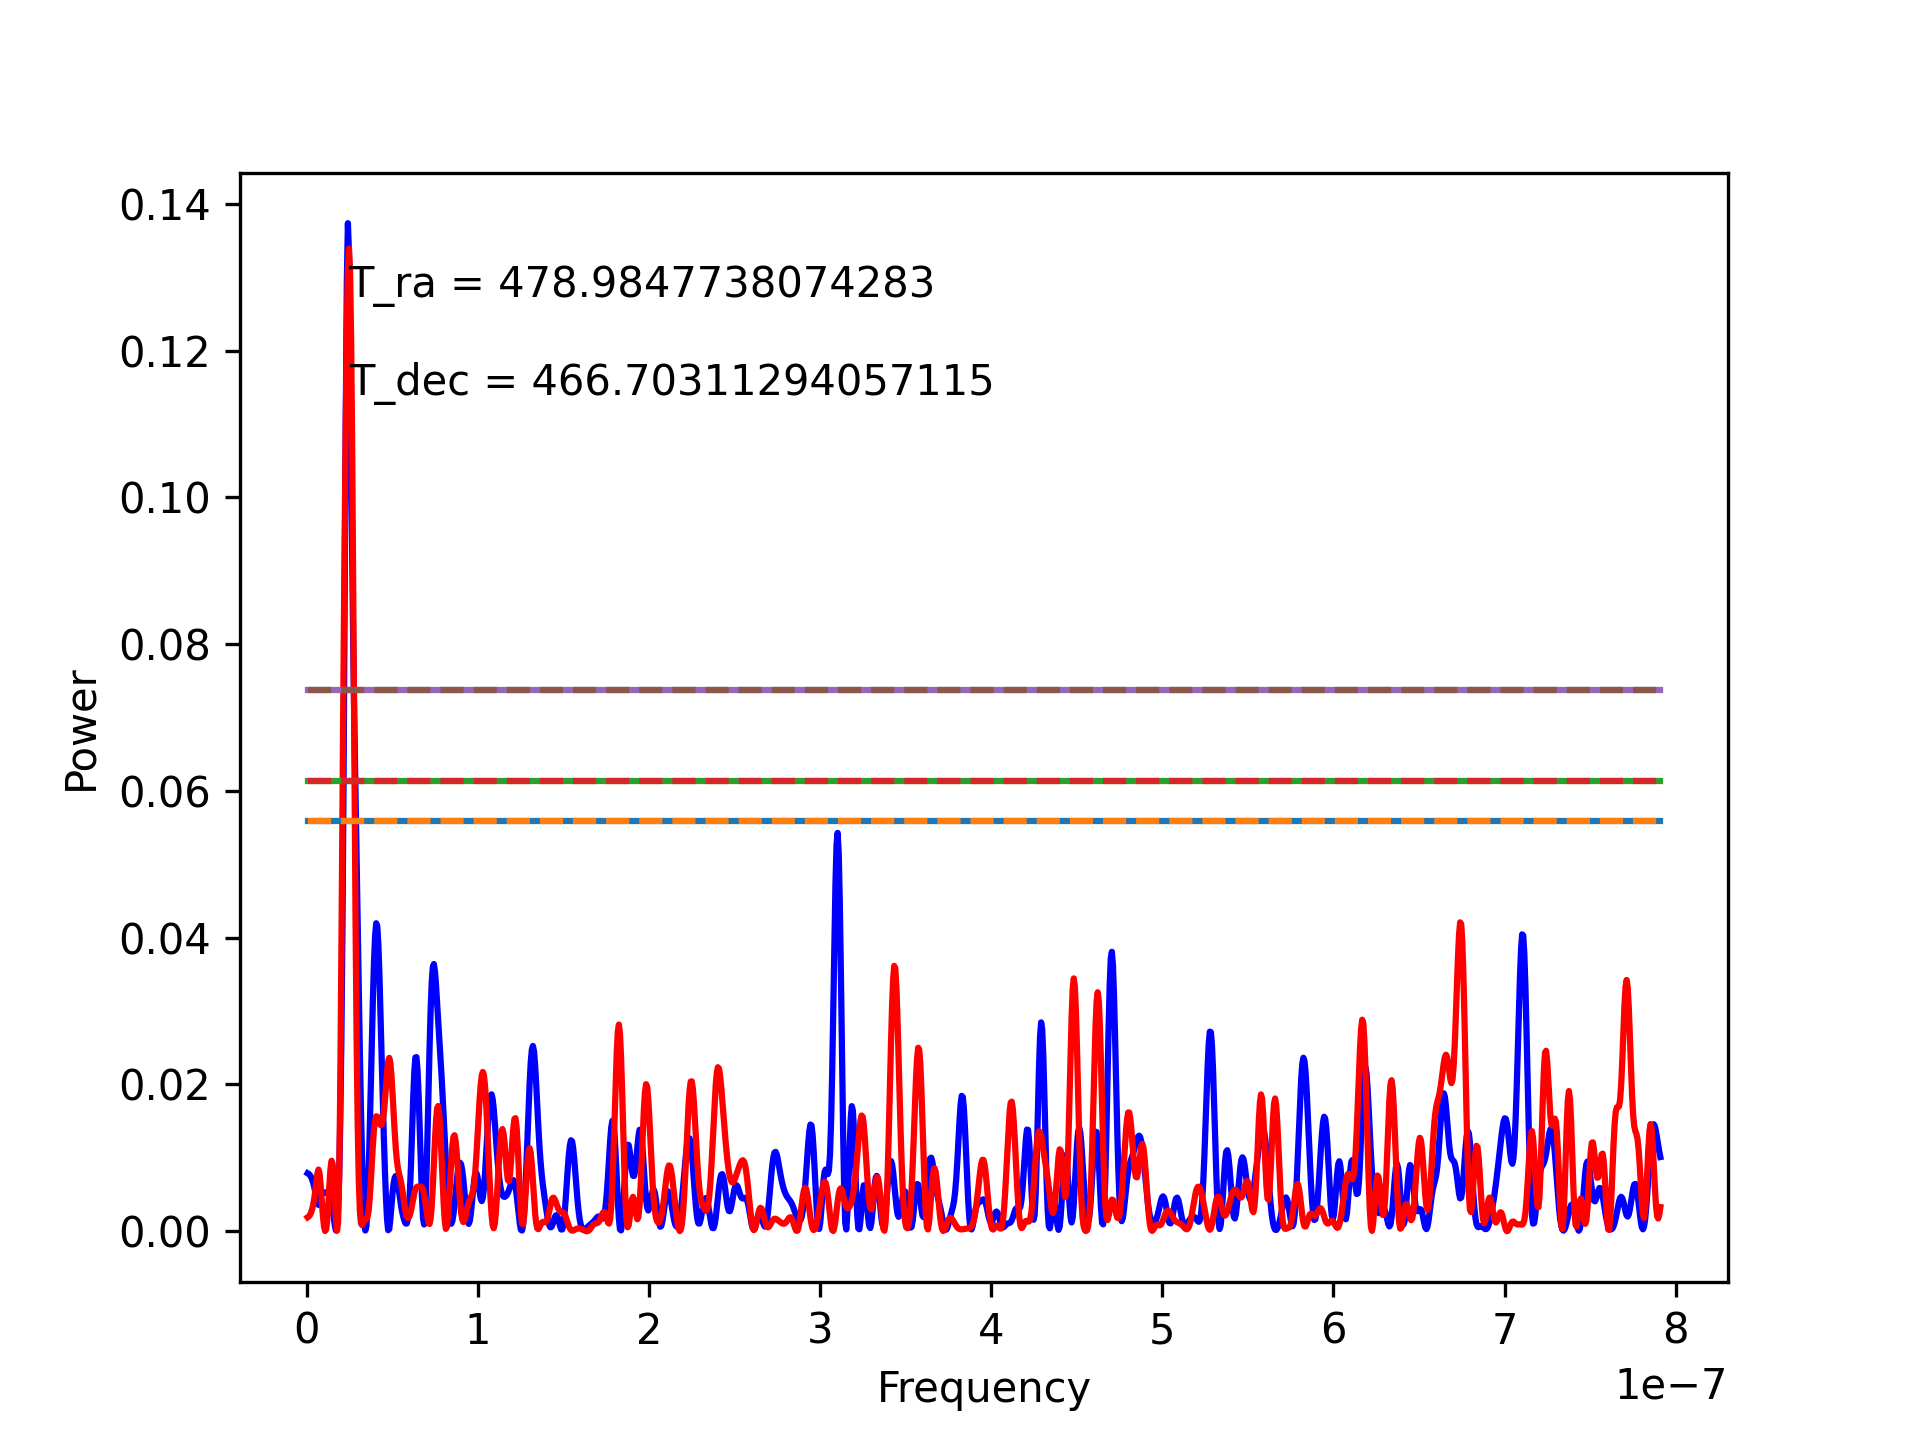 0.14
T_ra = 478.9847738074283
0.12
T_dec = 466.70311294057115
0.10
0.08
Power
0.06
0.04
0.02
0.00
0 1 2 3 4 5 6 7 8
Frequency
1e−7